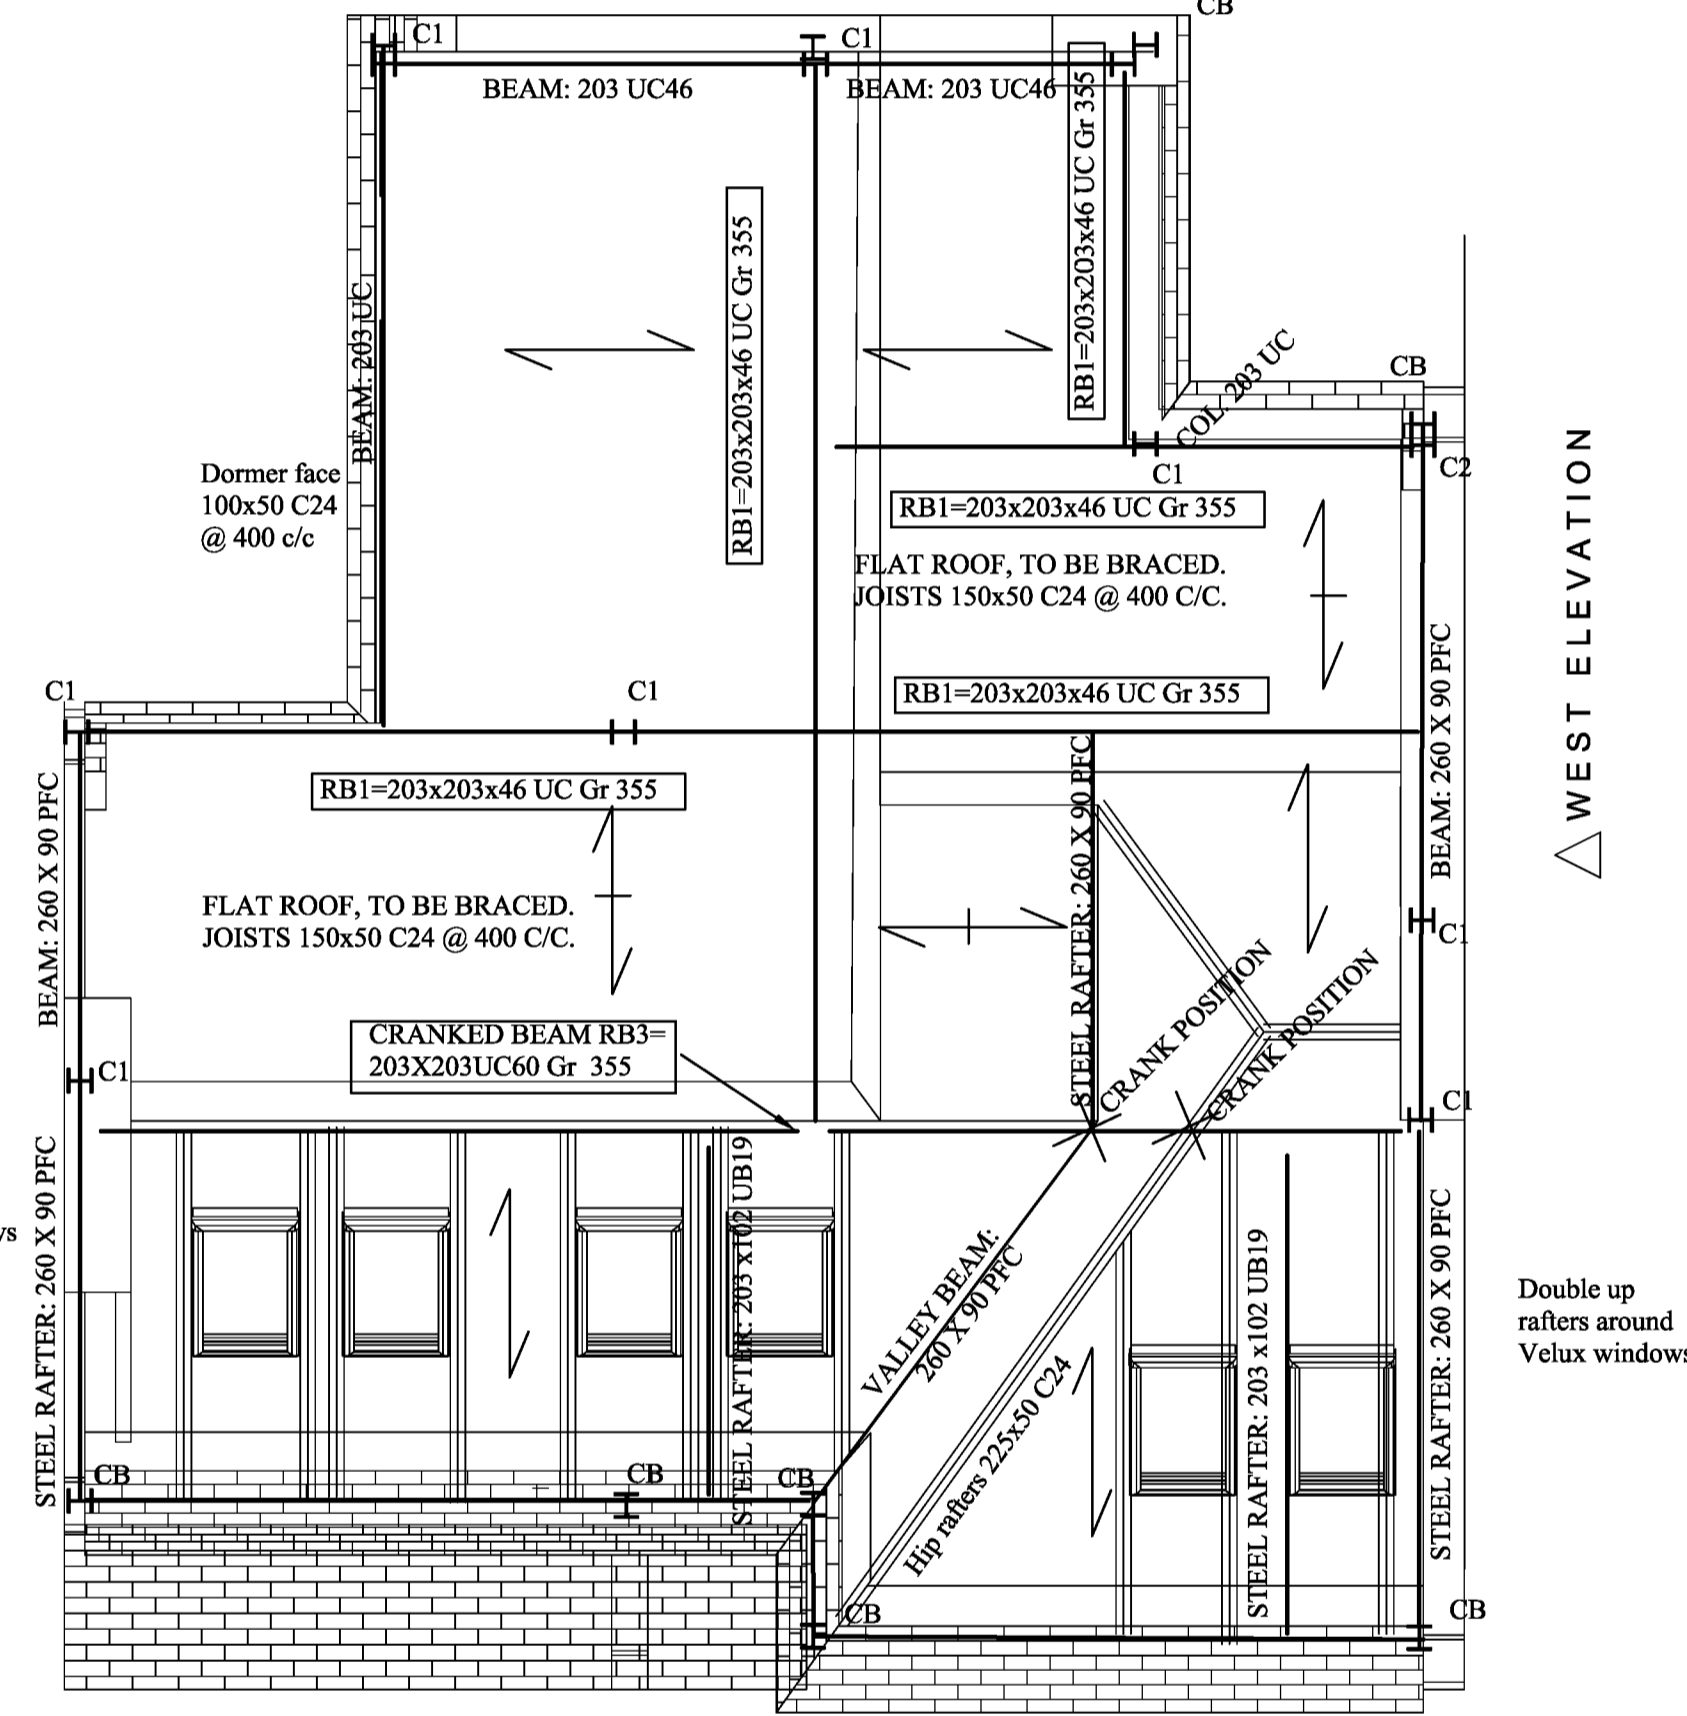 CB
C1
C1
BEAM: 203 UC46
BEAM: 203 UC46
RB1=203x203x46 UC Gr 355
RB1=203x203x46 UC Gr 355
BEAM: 203 UC
COL. 203 UC
CB
C2
C1
Dormer face
100x50 C24
@ 400 c/c
RB1=203x203x46 UC Gr 355
FLAT ROOF, TO BE BRACED.
JOISTS 150x50 C24 @ 400 C/C.
WEST ELEVATION
C1
C1
RB1=203x203x46 UC Gr 355
BEAM: 260 X 90 PFC
RB1=203x203x46 UC Gr 355
BEAM: 260 X 90 PFC
STEEL RAFTER: 260 X 90 PFC
FLAT ROOF, TO BE BRACED.
JOISTS 150x50 C24 @ 400 C/C.
C1
CRANK POSITION
CRANK POSITION
CRANKED BEAM RB3=
203X203UC60 Gr 355
C1
C1
STEEL RAFTER: 260 X 90 PFC
STEEL RAFTER: 203 x102 UB19
VALLEY BEAM:
260 X 90 PFC
Hip rafters 225x50 C24
STEEL RAFTER: 203 x102 UB19
STEEL RAFTER: 260 X 90 PFC
Double up
rafters around
Velux windows
CB
CB
CB
CB
CB